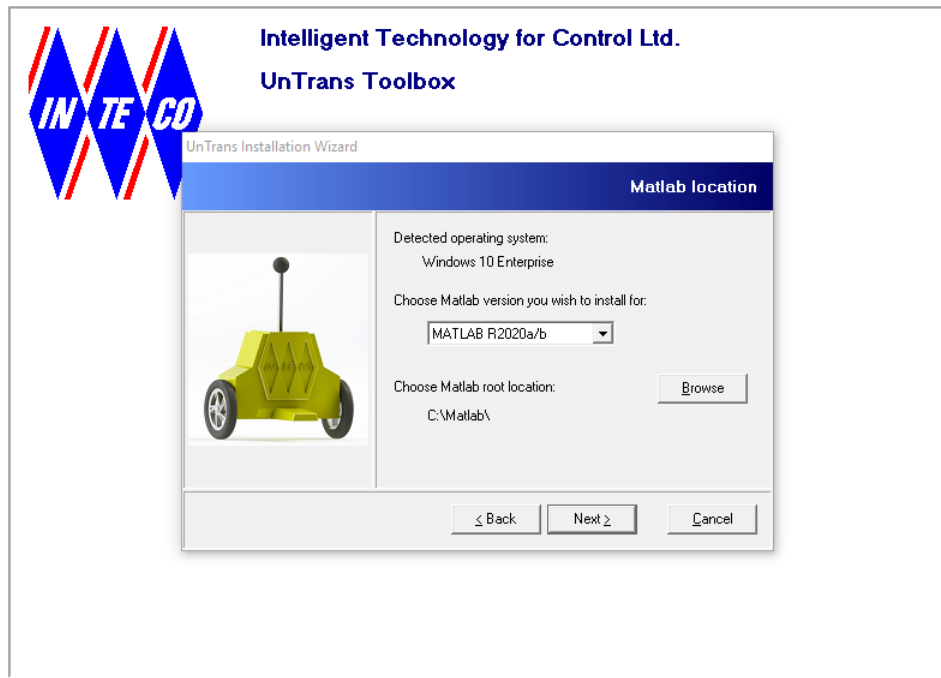 Intelligent Technology for Control Ltd.
UnTrans Toolbox
IN TE CO
UnTrans Installation Wizard
Matlab location
Detected operating system:
Windows 10 Enterprise
Choose Matlab version you wish to install for:
MATLAB R2020a/b
Choose Matlab root location:
Browse
C:\Matlab\
< Back
Next >
Cancel